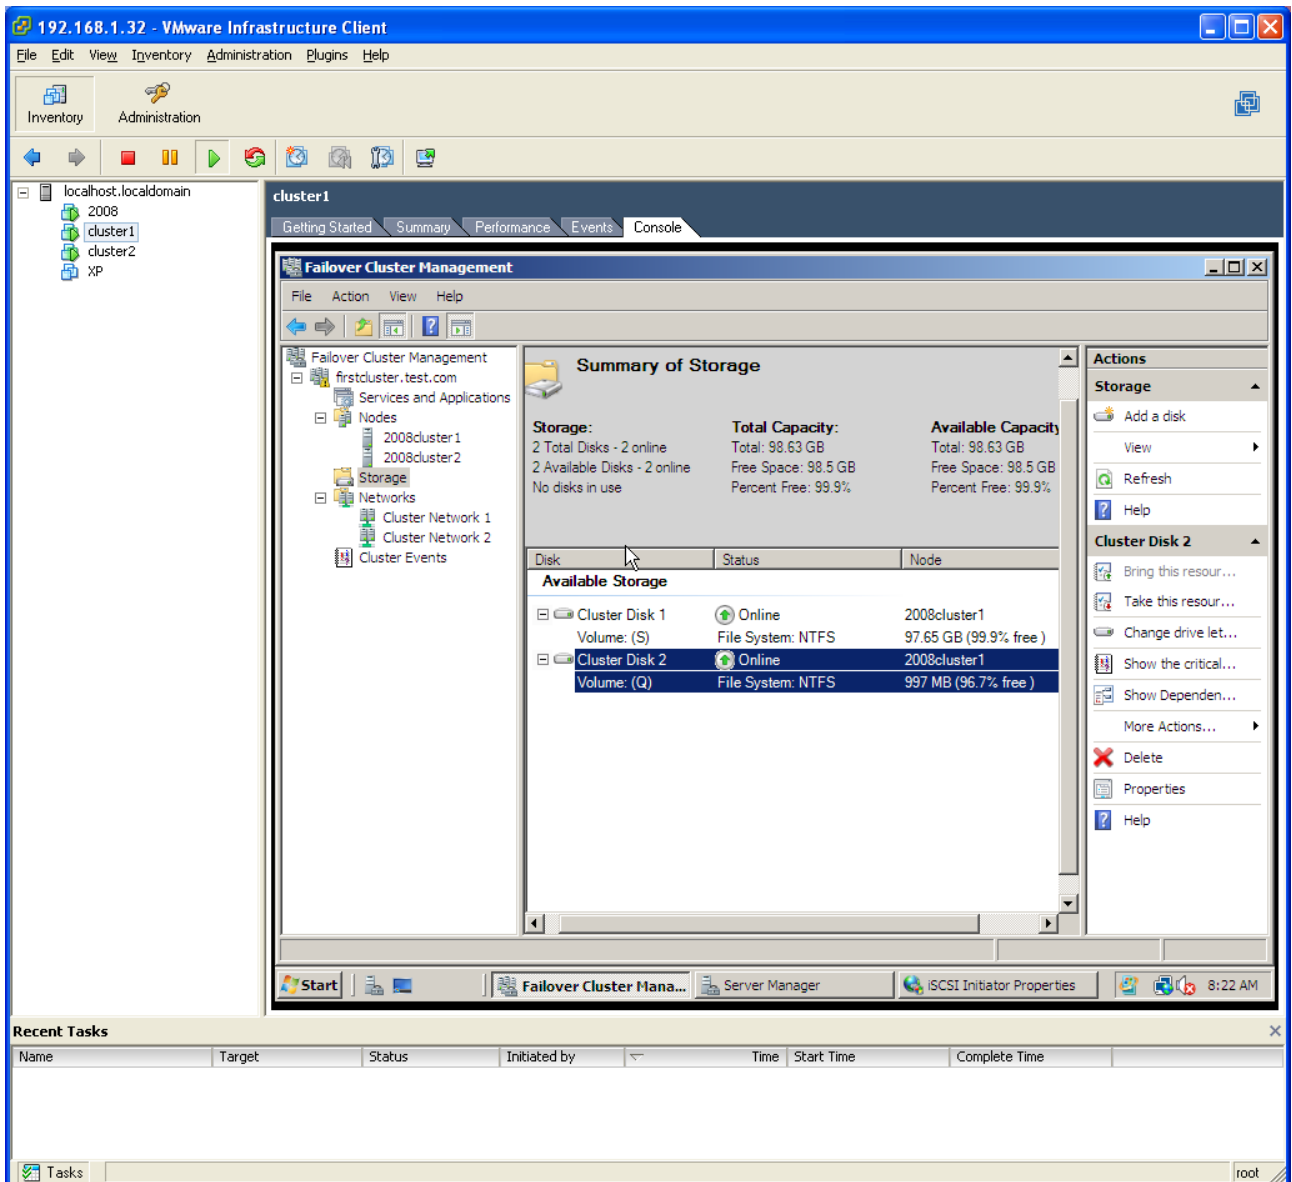 192.168.1.32 - VMware Infrastructure Client
File Edit View Inventory Administration Plugins Help
Inventory Administration
localhost.localdomain
2008
cluster1
cluster2
XP
cluster1
Getting Started Summary Performance Events Console
Failover Cluster Management
File Action View Help
Failover Cluster Management
firstcluster.test.com
Services and Applications
Nodes
2008cluster1
2008cluster2
Storage
Networks
Cluster Network 1
Cluster Network 2
Cluster Events
Summary of Storage
Storage: Total Capacity: Available Capacity
2 Total Disks - 2 online Total: 98.63 GB Total: 98.63 GB
2 Available Disks - 2 online Free Space: 98.5 GB Free Space: 98.5 GB
No disks in use Percent Free: 99.9% Percent Free: 99.9%
Disk Status Node
Available Storage
Cluster Disk 1 Online 2008cluster1
Volume: (S) File System: NTFS 97.65 GB (99.9% free )
Cluster Disk 2 Online 2008cluster1
Volume: (Q) File System: NTFS 997 MB (96.7% free )
Actions
Storage
Add a disk
View
Refresh
Help
Cluster Disk 2
Bring this resour...
Take this resour...
Change drive let...
Show the critical...
Show Dependen...
More Actions...
Delete
Properties
Help
Start Failover Cluster Mana... Server Manager iSCSI Initiator Properties 8:22 AM
Recent Tasks
Name Target Status Initiated by Time Start Time Complete Time
Tasks root